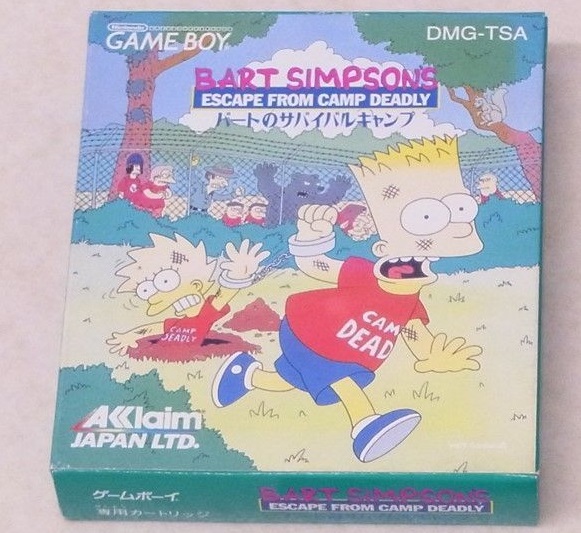 Nintendo
GAME BOY
DMG-TSA
BART SIMPSONS
ESCAPE FROM CAMP DEADLY
バートのサバイバルキャンプ
CAMP
DEADLY
CAM
DEAD
AKlaim
JAPAN LTD.
ゲームボーイ
専用カートリッジ
BART SIMPSONS
ESCAPE FROM CAMP DEADLY